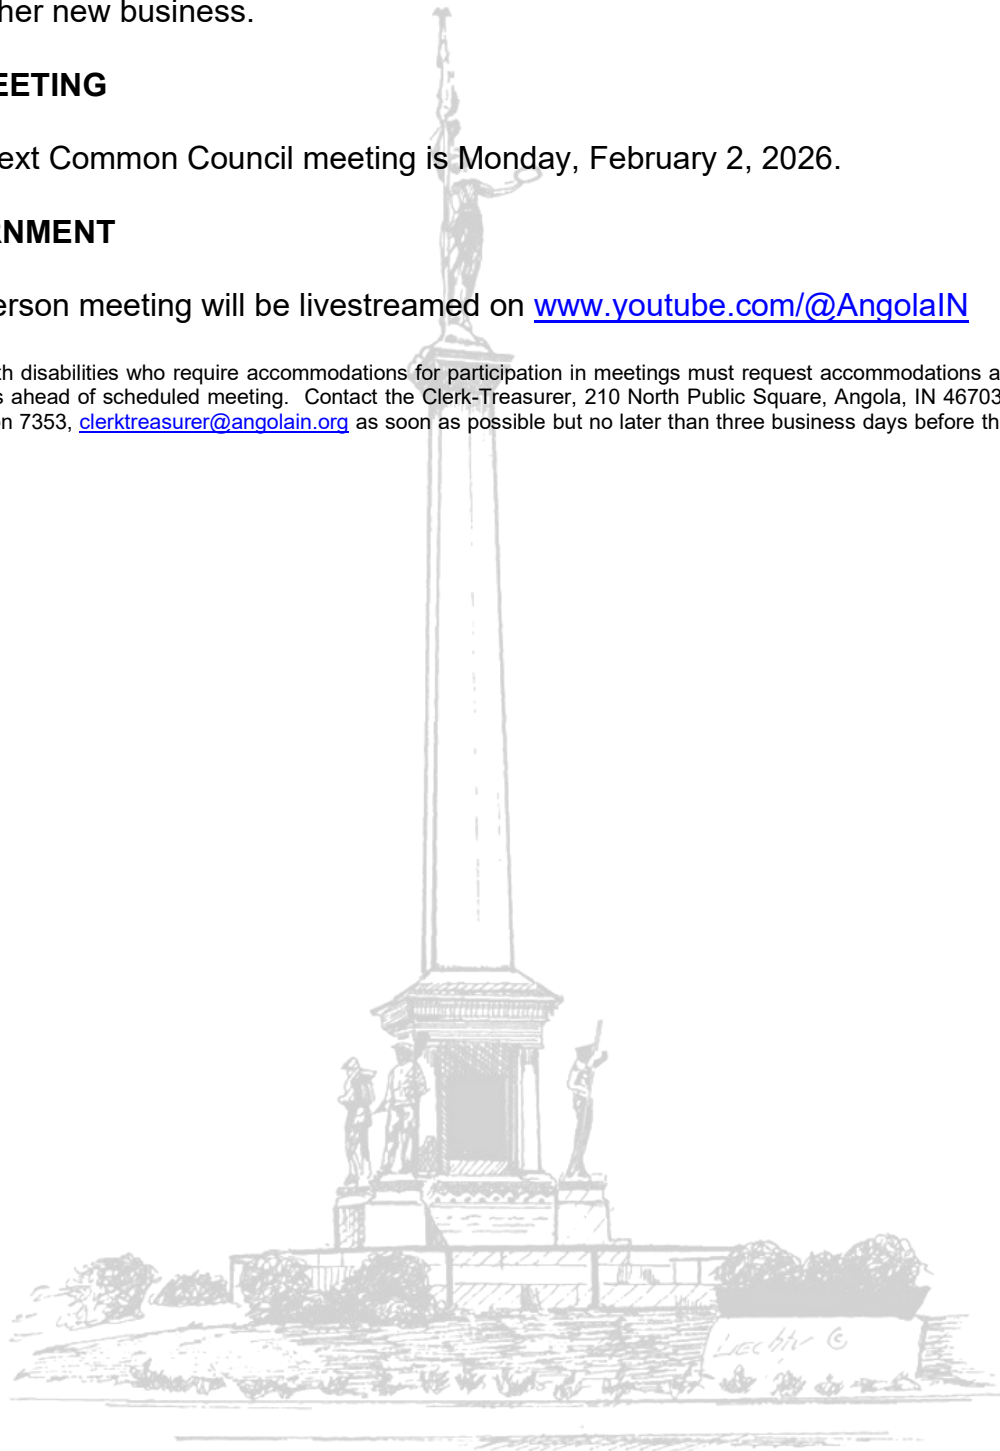 her new business.
EETING
ext Common Council meeting is Monday, February 2, 2026.
RNMENT
erson meeting will be livestreamed on www.youtube.com/@AngolaIN
th disabilities who require accommodations for participation in meetings must request accommodations a
s ahead of scheduled meeting. Contact the Clerk-Treasurer, 210 North Public Square, Angola, IN 46703
on 7353, clerktreasurer@angolain.org as soon as possible but no later than three business days before th